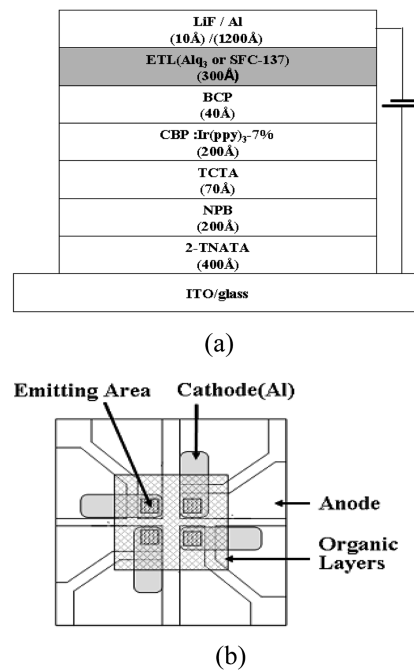 LiF / Al
(10Å) /(1200Å)
ETL(Alq3 or SFC-137)
(300Å)
BCP
(40Å)
CBP :Ir(ppy)3-7%
(200Å)
TCTA
(70Å)
NPB
(200Å)
2-TNATA
(400Å)
ITO/glass
(a)
Emitting Area
Cathode(Al)
Anode
Organic
Layers
(b)